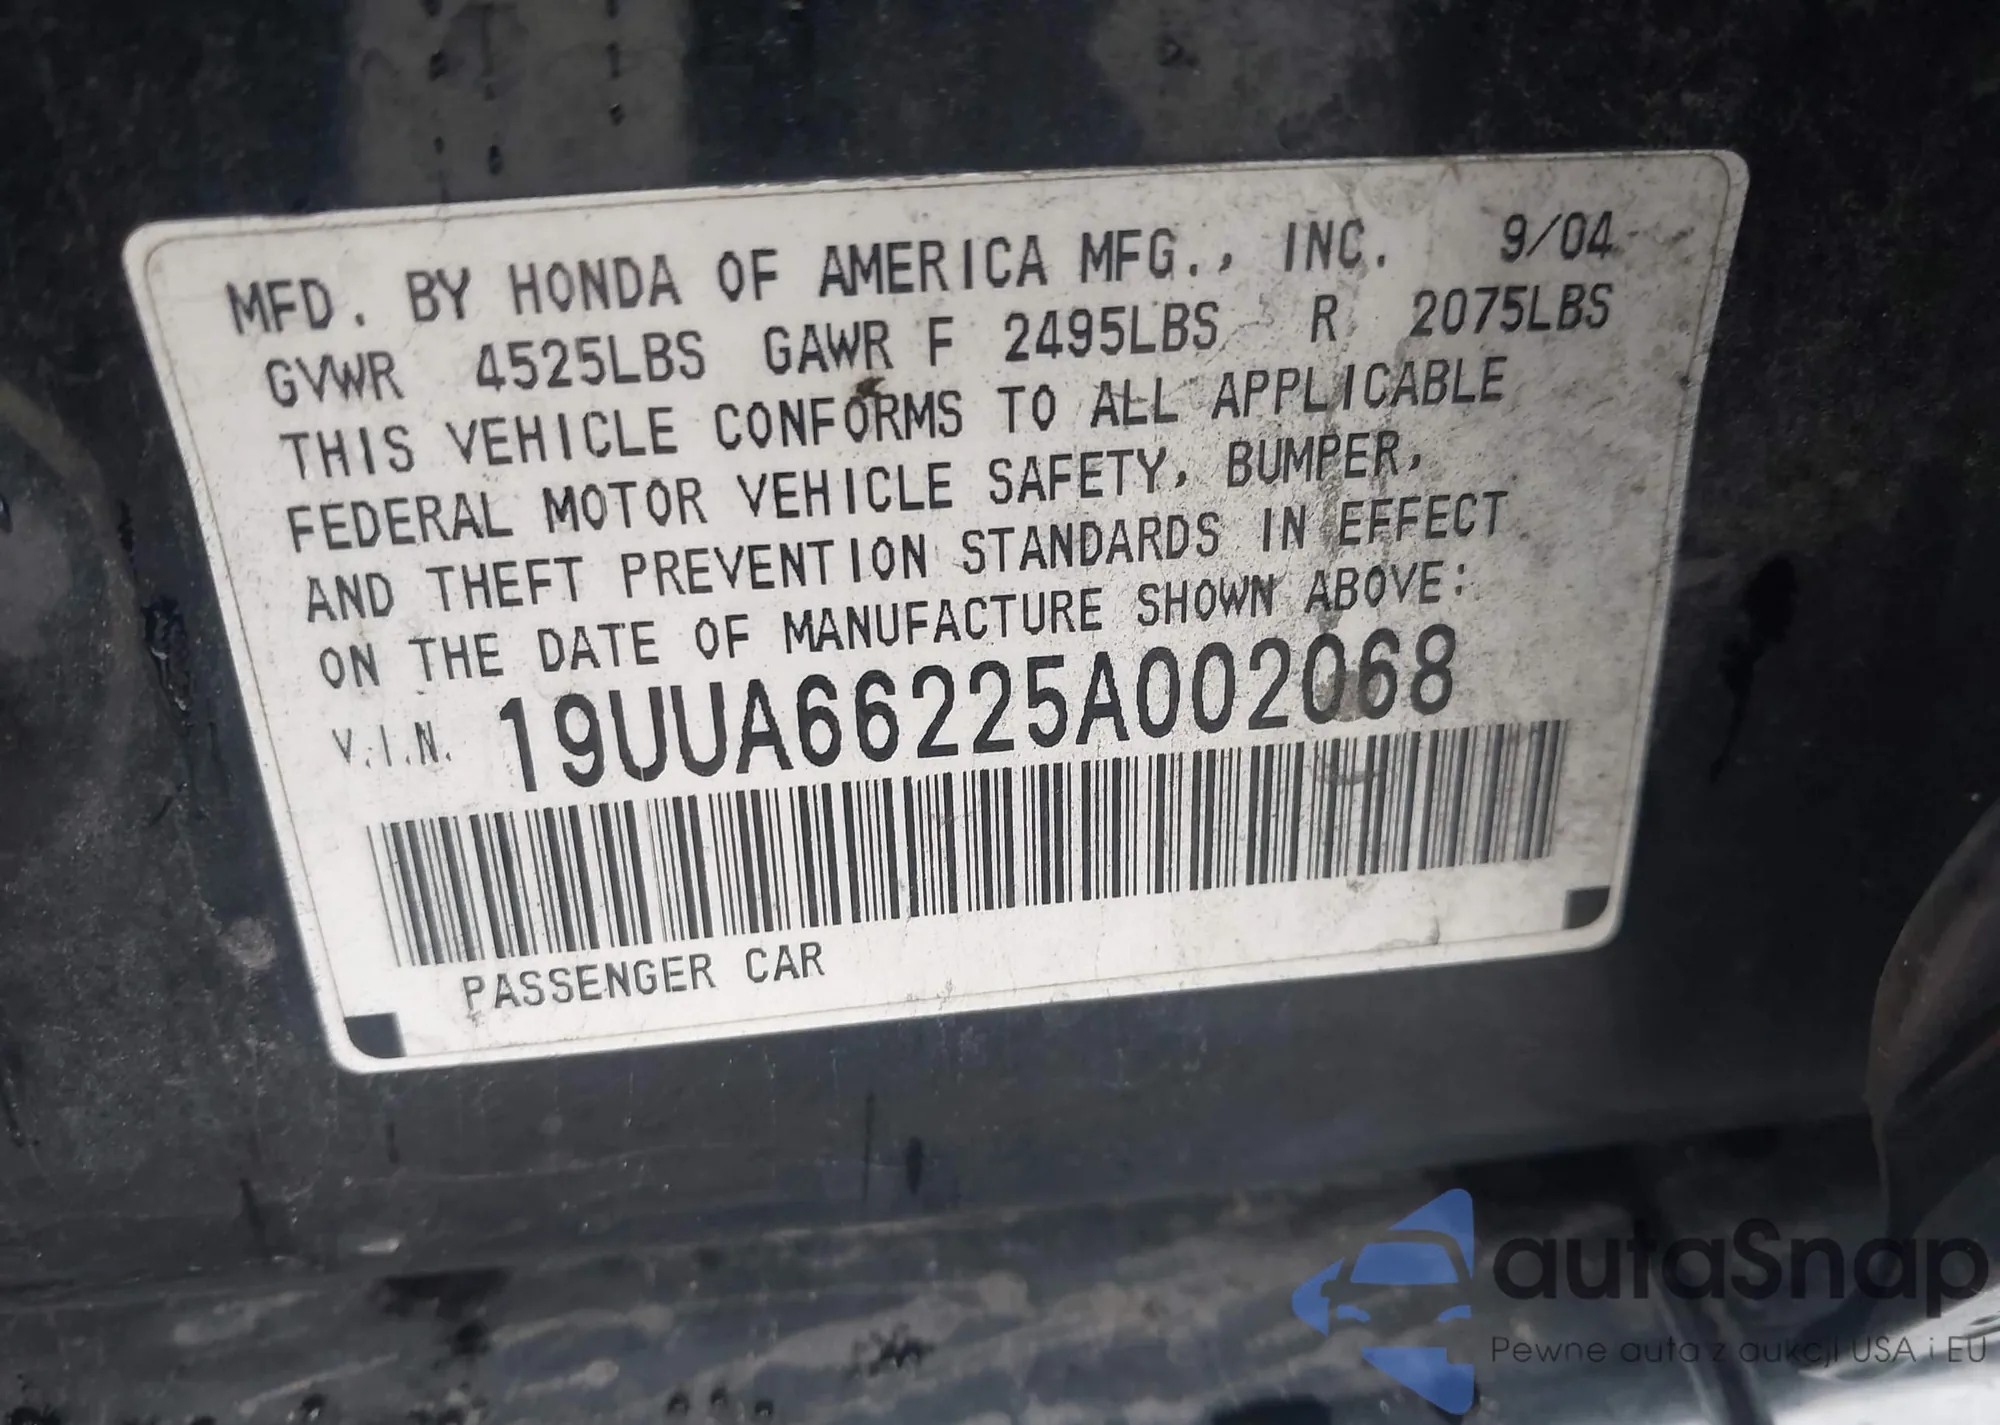 MFD. BY HONDA OF AMERICA MFG., INC. 9/04
GVWR 4525LBS GAWR F 2495LBS R 2075LBS
THIS VEHICLE CONFORMS TO ALL APPLICABLE
FEDERAL MOTOR VEHICLE SAFETY, BUMPER,
AND THEFT PREVENTION STANDARDS IN EFFECT
ON THE DATE OF MANUFACTURE SHOWN ABOVE:
V.I.N. 19UUA66225A002068
PASSENGER CAR
autaSnap
Pewne auta z aukcji USA i EU